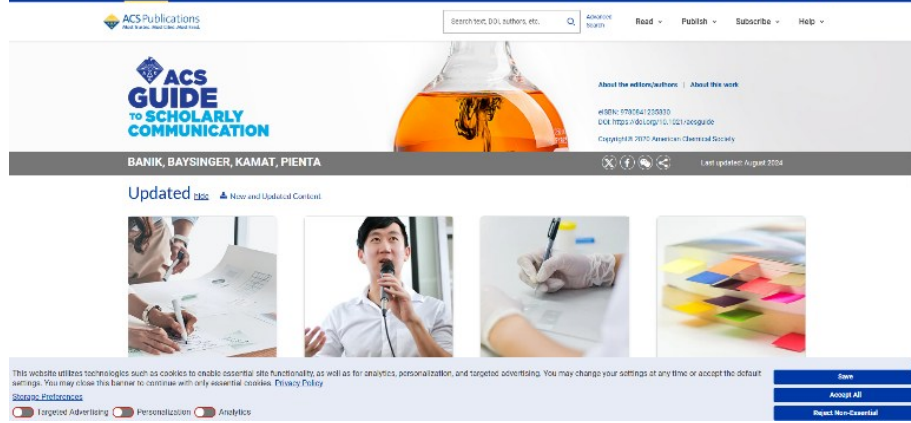 ACS Publications
Most Trusted. Most Cited. Most Read.
Search text, DOI, authors, etc.
Advanced Search
Read
Publish
Subscribe
Help
ACS
GUIDE
TO SCHOLARLY
COMMUNICATION
About the editors/authors | About this work
eISBN: 9780841235830
DOI: https://doi.org/10.1021/acsguide
Copyright © 2020 American Chemical Society
BANIK, BAYSINGER, KAMAT, PIENTA
Last updated: August 2024
Updated hide New and Updated Content
This website utilizes technologies such as cookies to enable essential site functionality, as well as for analytics, personalization, and targeted advertising. You may change your settings at any time or accept the default
settings. You may close this banner to continue with only essential cookies. Privacy Policy
Storage Preferences
Targeted Advertising Personalization Analytics
Save
Accept All
Reject Non-Essential